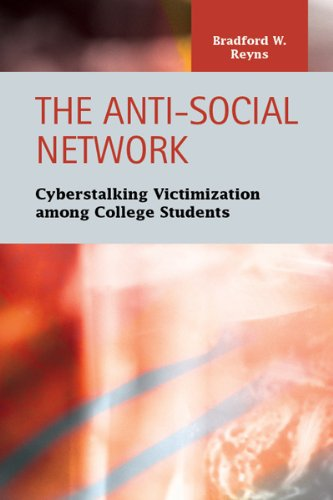 Bradford W.
Reyns
THE ANTI-SOCIAL
NETWORK
Cyberstalking Victimization
among College Students